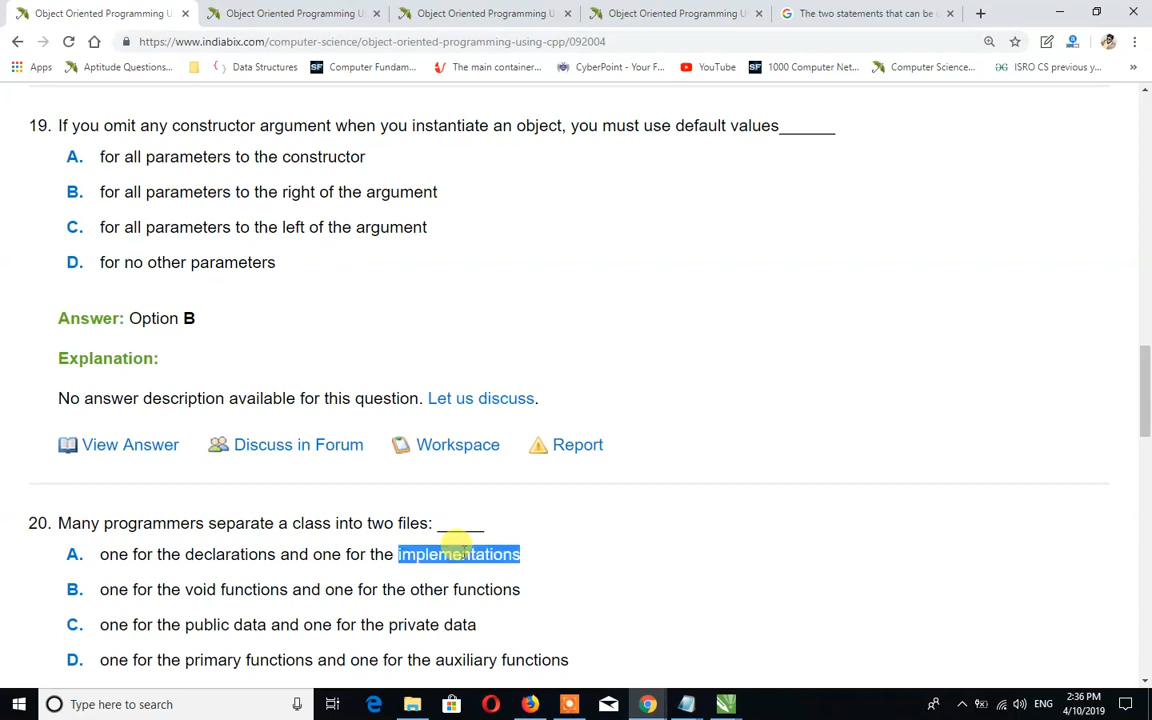 Object Oriented Programming U
Object Oriented Programming U
Object Oriented Programming U
Object Oriented Programming U
The two statements that can be
https://www.indiabix.com/computer-science/object-oriented-programming-using-cpp/092004
Apps
Aptitude Questions...
Data Structures
Computer Fundam...
The main container...
CyberPoint - Your F...
YouTube
1000 Computer Net...
Computer Science...
ISRO CS previous y...
»
19. If you omit any constructor argument when you instantiate an object, you must use default values______
A. for all parameters to the constructor
B. for all parameters to the right of the argument
C. for all parameters to the left of the argument
D. for no other parameters
Answer: Option B
Explanation:
No answer description available for this question. Let us discuss.
View Answer Discuss in Forum Workspace Report
20. Many programmers separate a class into two files: _____
A. one for the declarations and one for the implementations
B. one for the void functions and one for the other functions
C. one for the public data and one for the private data
D. one for the primary functions and one for the auxiliary functions
Type here to search
ENG
2:36 PM
4/10/2019